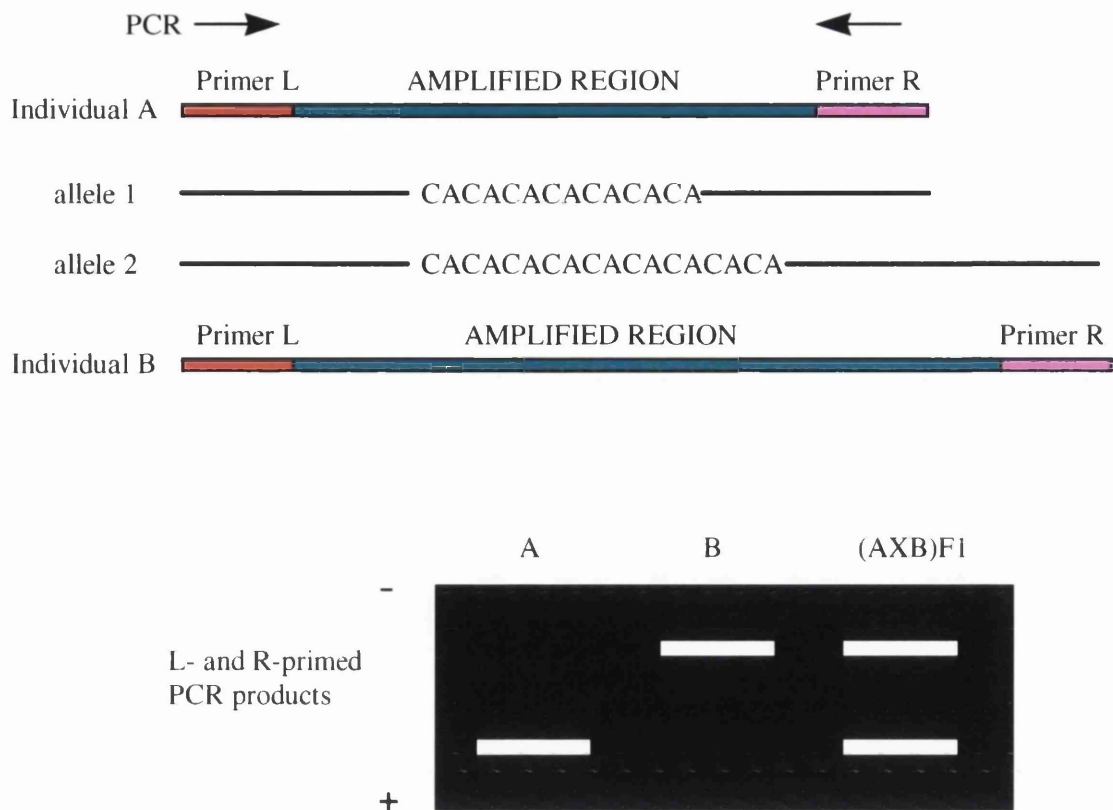 PCR
Primer L AMPLIFIED REGION Primer R
Individual A
allele 1 CACACACACACACA
allele 2 CACACACACACACACACA
Primer L AMPLIFIED REGION Primer R
Individual B
A B (AXB)F1
-
L- and R-primed
PCR products
+